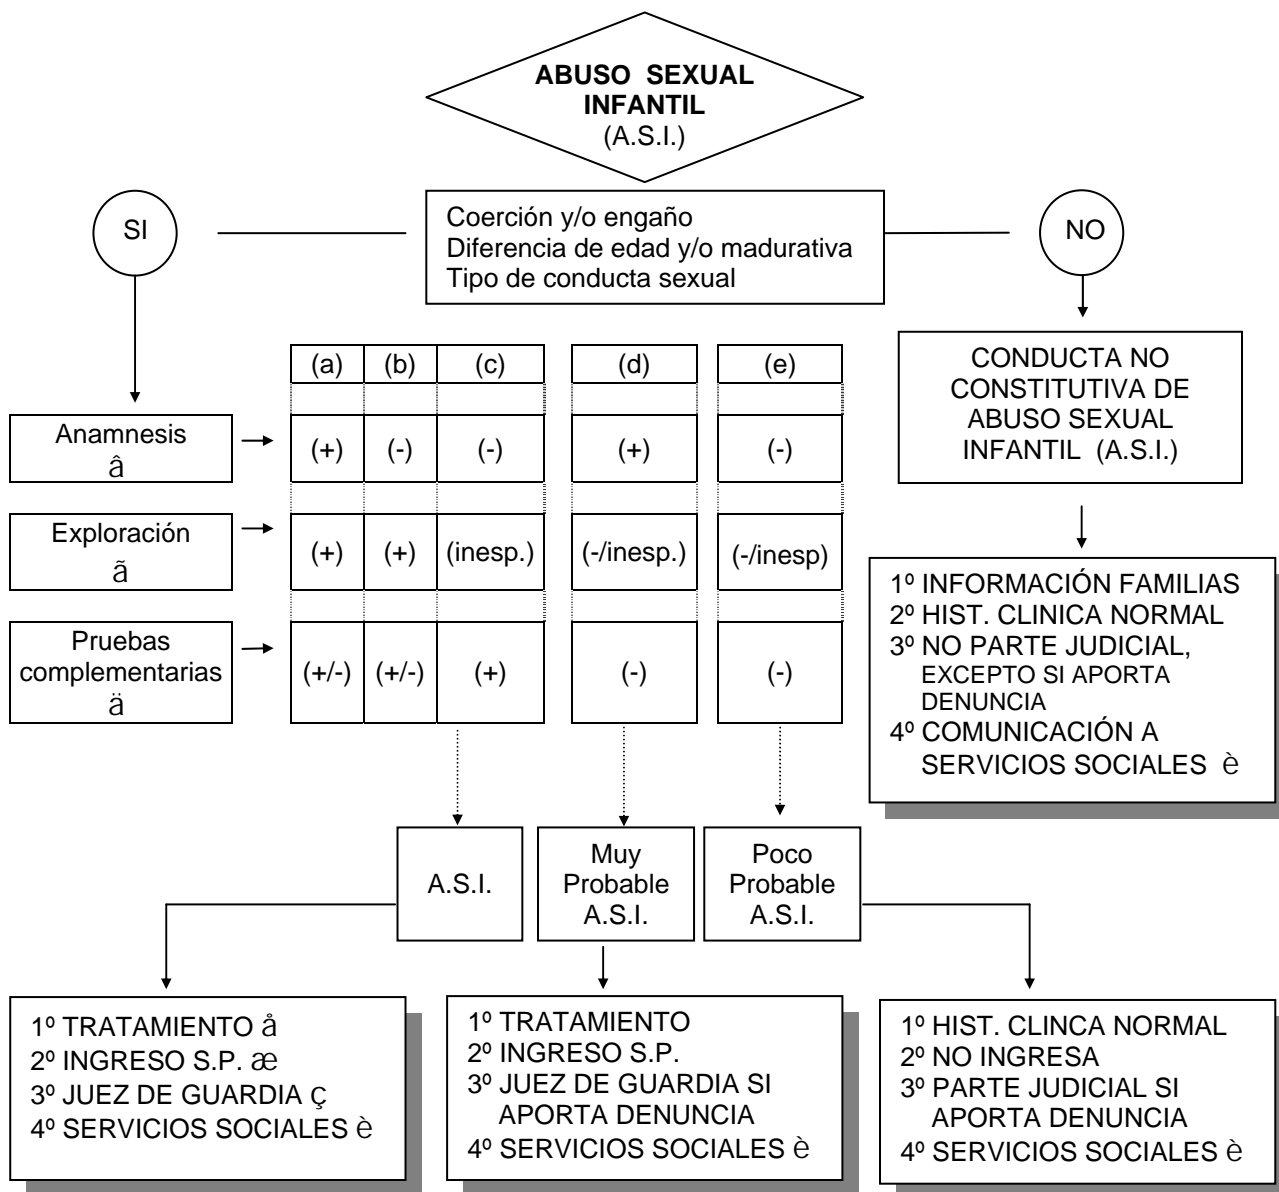 ABUSO SEXUAL
INFANTIL
(A.S.I.)
SI
Coerción y/o engaño
Diferencia de edad y/o madurativa
Tipo de conducta sexual
NO
(a) (b) (c) (d) (e)
Anamnesis
â
(+) (-) (-) (+) (-)
Exploración
ã
(+) (+) (inesp.) (-/inesp.) (-/inesp)
Pruebas
complementarias
ä
(+/-) (+/-) (+) (-) (-)
CONDUCTA NO
CONSTITUTIVA DE
ABUSO SEXUAL
INFANTIL (A.S.I.)
1º INFORMACIÓN FAMILIAS
2º HIST. CLINICA NORMAL
3º NO PARTE JUDICIAL,
EXCEPTO SI APORTA
DENUNCIA
4º COMUNICACIÓN A
SERVICIOS SOCIALES è
A.S.I.
Muy
Probable
A.S.I.
Poco
Probable
A.S.I.
1º TRATAMIENTO å
2º INGRESO S.P. æ
3º JUEZ DE GUARDIA ç
4º SERVICIOS SOCIALES è
1º TRATAMIENTO
2º INGRESO S.P.
3º JUEZ DE GUARDIA SI
APORTA DENUNCIA
4º SERVICIOS SOCIALES è
1º HIST. CLINCA NORMAL
2º NO INGRESA
3º PARTE JUDICIAL SI
APORTA DENUNCIA
4º SERVICIOS SOCIALES è